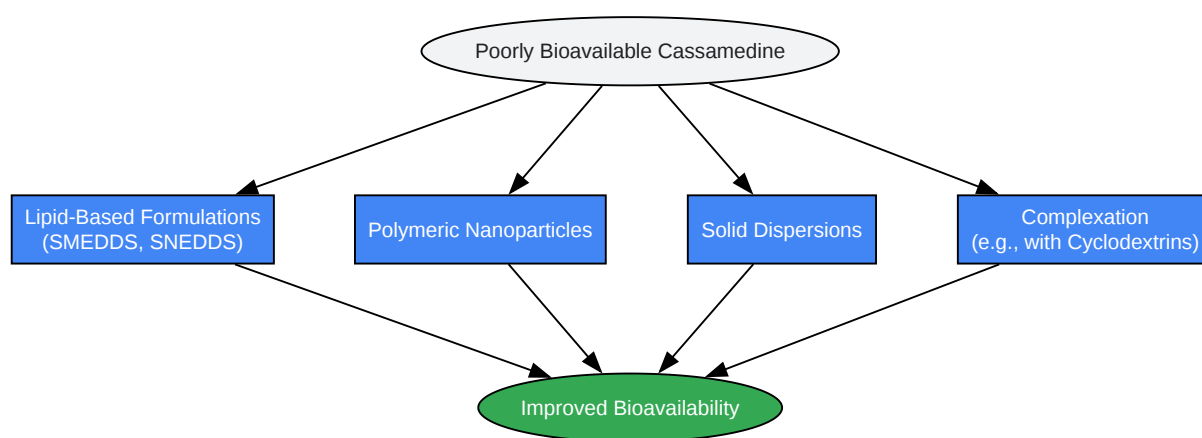 Poorly Bioavailable Cassamedine
Lipid-Based Formulations
(SMEDDS, SNEDDS)
Polymeric Nanoparticles
Solid Dispersions
Complexation
(e.g., with Cyclodextrins)
Improved Bioavailability